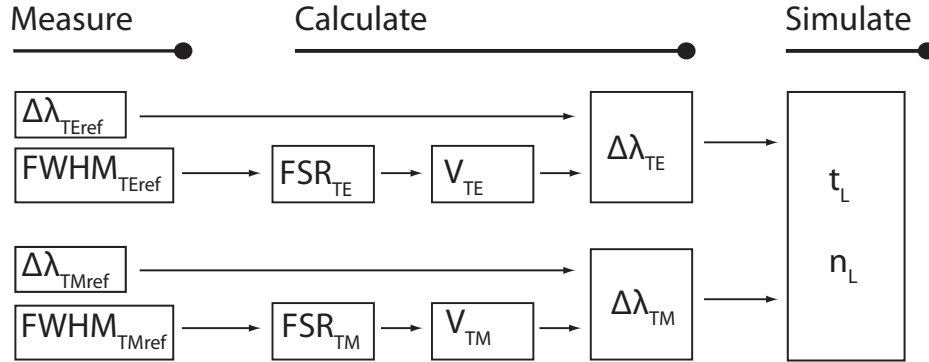 Measure Calculate Simulate
Δλ_TEref
FWHM_TEref FSR_TE V_TE Δλ_TE
t_L
n_L
Δλ_TMref
FWHM_TMref FSR_TM V_TM Δλ_TM